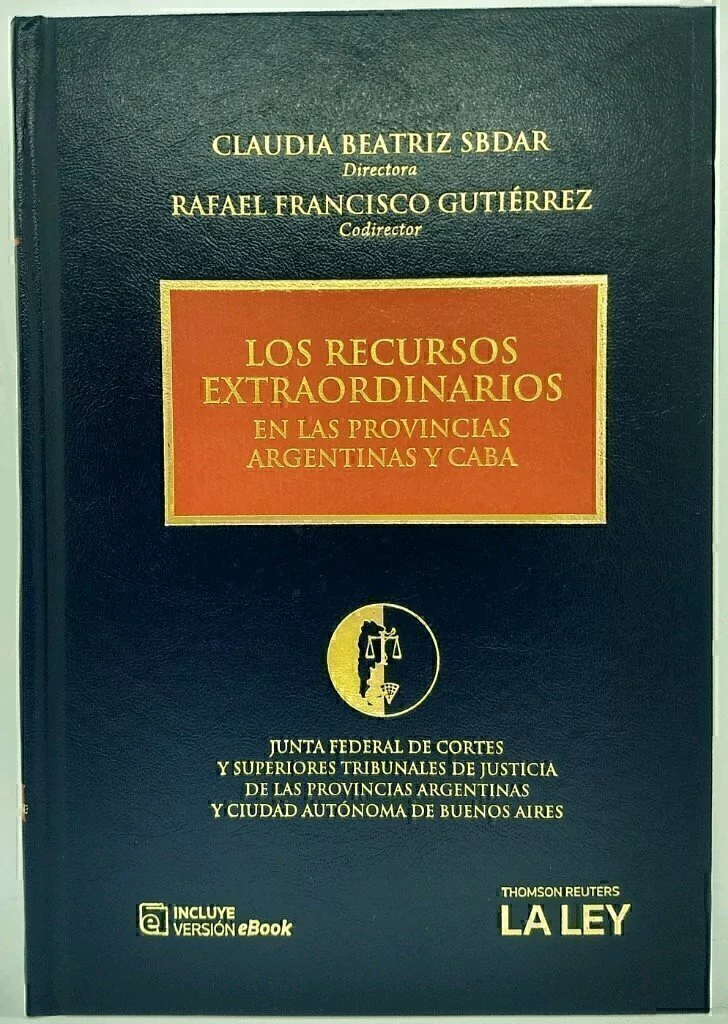 CLAUDIA BEATRIZ SBDAR
Directora
RAFAEL FRANCISCO GUTIÉRREZ
Codirector
LOS RECURSOS
EXTRAORDINARIOS
EN LAS PROVINCIAS
ARGENTINAS Y CABA
JUNTA FEDERAL DE CORTES
Y SUPERIORES TRIBUNALES DE JUSTICIA
DE LAS PROVINCIAS ARGENTINAS
Y CIUDAD AUTÓNOMA DE BUENOS AIRES
e INCLUYE
VERSIÓN eBook
THOMSON REUTERS
LA LEY